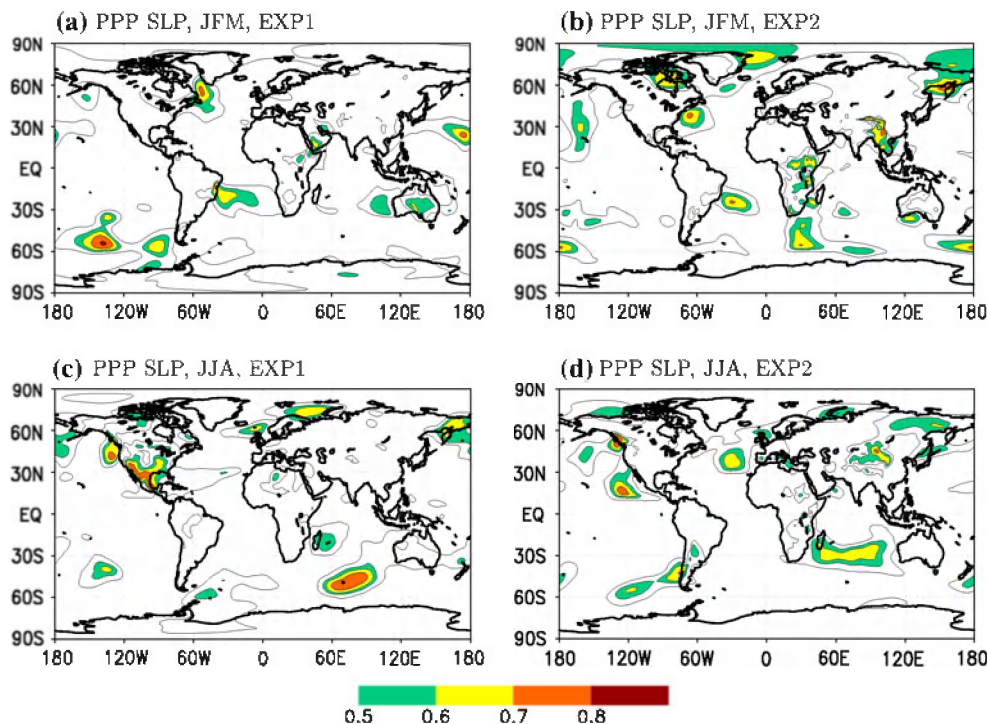 (a) PPP SLP, JFM, EXP1
(b) PPP SLP, JFM, EXP2
90N
60N
30N
EQ
30S
60S
90S
180 120W 60W 0 60E 120E 180
90N
60N
30N
EQ
30S
60S
90S
180 120W 60W 0 60E 120E 180
(c) PPP SLP, JJA, EXP1
(d) PPP SLP, JJA, EXP2
90N
60N
30N
EQ
30S
60S
90S
180 120W 60W 0 60E 120E 180
90N
60N
30N
EQ
30S
60S
90S
180 120W 60W 0 60E 120E 180
0.5 0.6 0.7 0.8